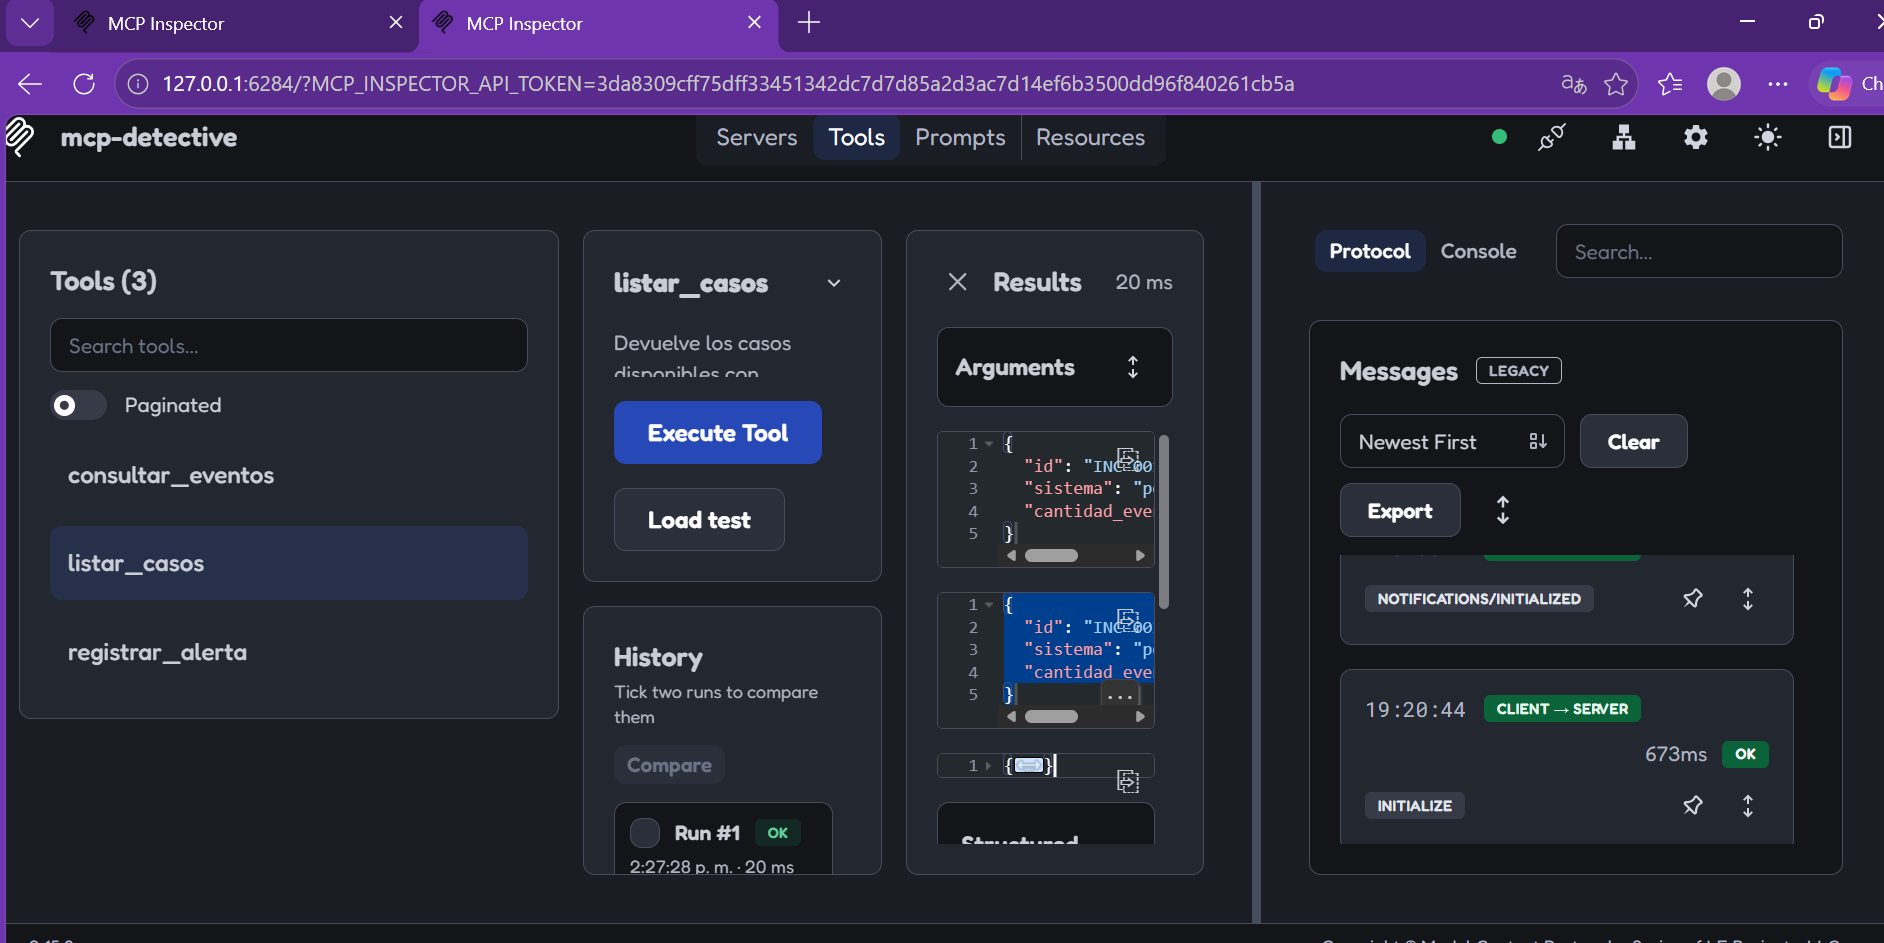 MCP Inspector
MCP Inspector
127.0.0.1:6284/?MCP_INSPECTOR_API_TOKEN=3da8309cff75dff33451342dc7d7d85a2d3ac7d14ef6b3500dd96f840261cb5a
Ch
mcp-detective
Servers
Tools
Prompts
Resources
Tools (3)
Search tools...
Paginated
consultar_eventos
listar_casos
registrar_alerta
listar_casos
Devuelve los casos
disponibles con
Execute Tool
Load test
History
Tick two runs to compare
them
Compare
Run #1 OK
2:27:28 p. m. · 20 ms
Results 20 ms
Arguments
1 {
2 "id": "INC-00
3 "sistema": "p
4 "cantidad_eve
5 }
1 {
2 "id": "INC-00
3 "sistema": "p
4 "cantidad_eve
5 } ...
1 { }
Structured
Protocol
Console
Search...
Messages LEGACY
Newest First
Clear
Export
NOTIFICATIONS/INITIALIZED
19:20:44 CLIENT → SERVER
673ms OK
INITIALIZE